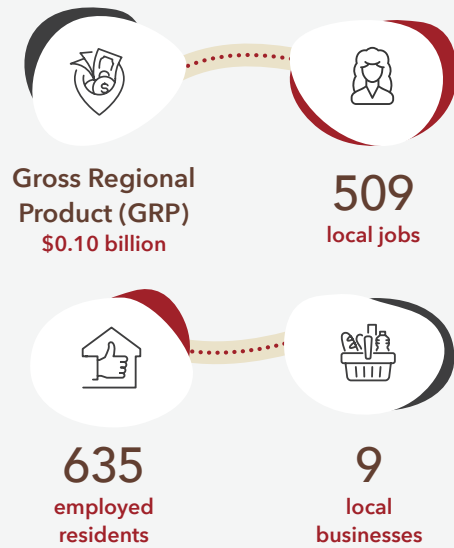 Gross Regional
Product (GRP)
$0.10 billion
509
local jobs
635
employed
residents
9
local
businesses